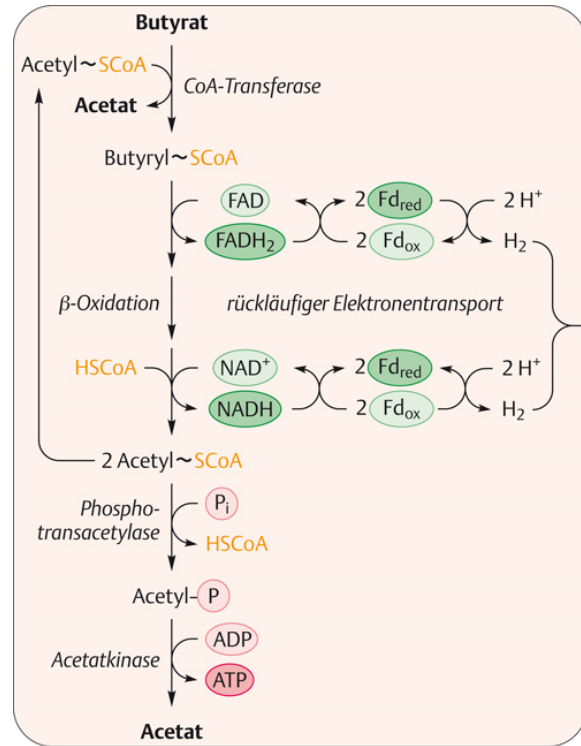 Butyrat
Acetyl~SCoA
CoA-Transferase
Acetat
Butyryl~SCoA
FAD
2 Fdred
2 H+
FADH2
2 Fdox
H2
β-Oxidation
rückläufiger Elektronentransport
HSCoA
NAD+
2 Fdred
2 H+
NADH
2 Fdox
H2
2 Acetyl~SCoA
Phospho-
transacetylase
Pi
HSCoA
Acetyl-P
Acetatkinase
ADP
ATP
Acetat